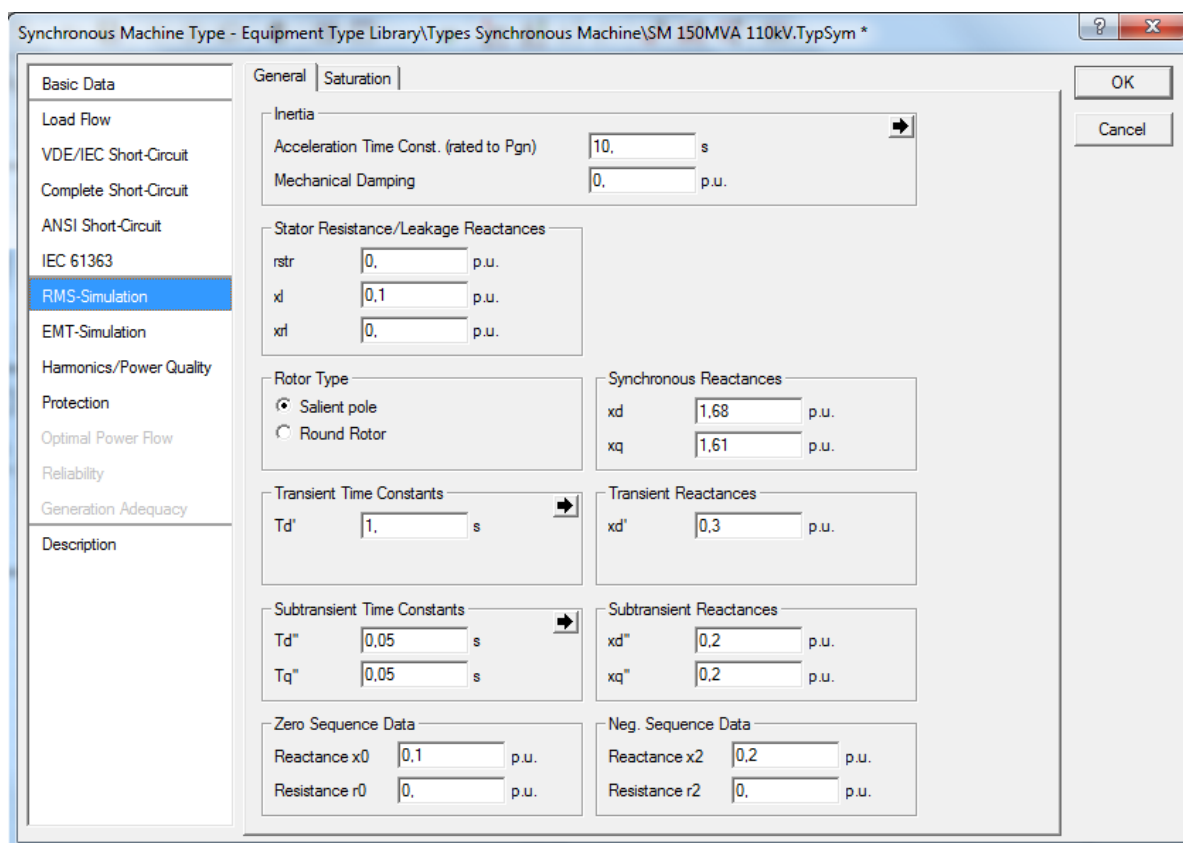 Synchronous Machine Type - Equipment Type Library\Types Synchronous Machine\SM 150MVA 110kV.TypSym *
?
Basic Data
Load Flow
VDE/IEC Short-Circuit
Complete Short-Circuit
ANSI Short-Circuit
IEC 61363
RMS-Simulation
EMT-Simulation
Harmonics/Power Quality
Protection
Optimal Power Flow
Reliability
Generation Adequacy
Description
General Saturation
Inertia
Acceleration Time Const. (rated to Pgn) 10, s
Mechanical Damping 0, p.u.
Stator Resistance/Leakage Reactances
rstr 0, p.u.
xl 0,1 p.u.
xrl 0, p.u.
Rotor Type
Salient pole
Round Rotor
Synchronous Reactances
xd 1,68 p.u.
xq 1,61 p.u.
Transient Time Constants
Td' 1, s
Transient Reactances
xd' 0,3 p.u.
Subtransient Time Constants
Td" 0,05 s
Tq" 0,05 s
Subtransient Reactances
xd" 0,2 p.u.
xq" 0,2 p.u.
Zero Sequence Data
Reactance x0 0,1 p.u.
Resistance r0 0, p.u.
Neg. Sequence Data
Reactance x2 0,2 p.u.
Resistance r2 0, p.u.
OK
Cancel